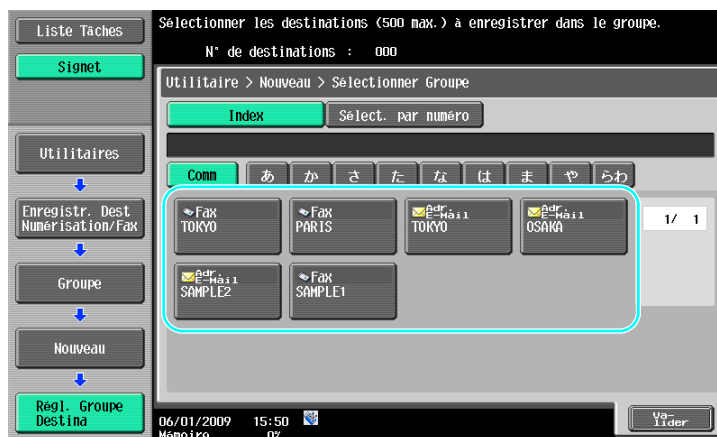 Liste Tâches
Signet
Sélectionner les destinations (500 max.) à enregistrer dans le groupe.
N° de destinations : 000
Utilitaire > Nouveau > Sélectionner Groupe
Index
Sélect. par numéro
Utilitaires
Comm あ か さ た な は ま や らわ
Enregistr. Dest
Numérisation/Fax
Fax
TOKYO
Fax
PARIS
Adr.
E-Mail
TOKYO
Adr.
E-Mail
OSAKA
1/ 1
Groupe
Adr.
E-Mail
SAMPLE2
Fax
SAMPLE1
Nouveau
Régl. Groupe
Destina
06/01/2009 15:50
Mémoire 0%
Va-
lider